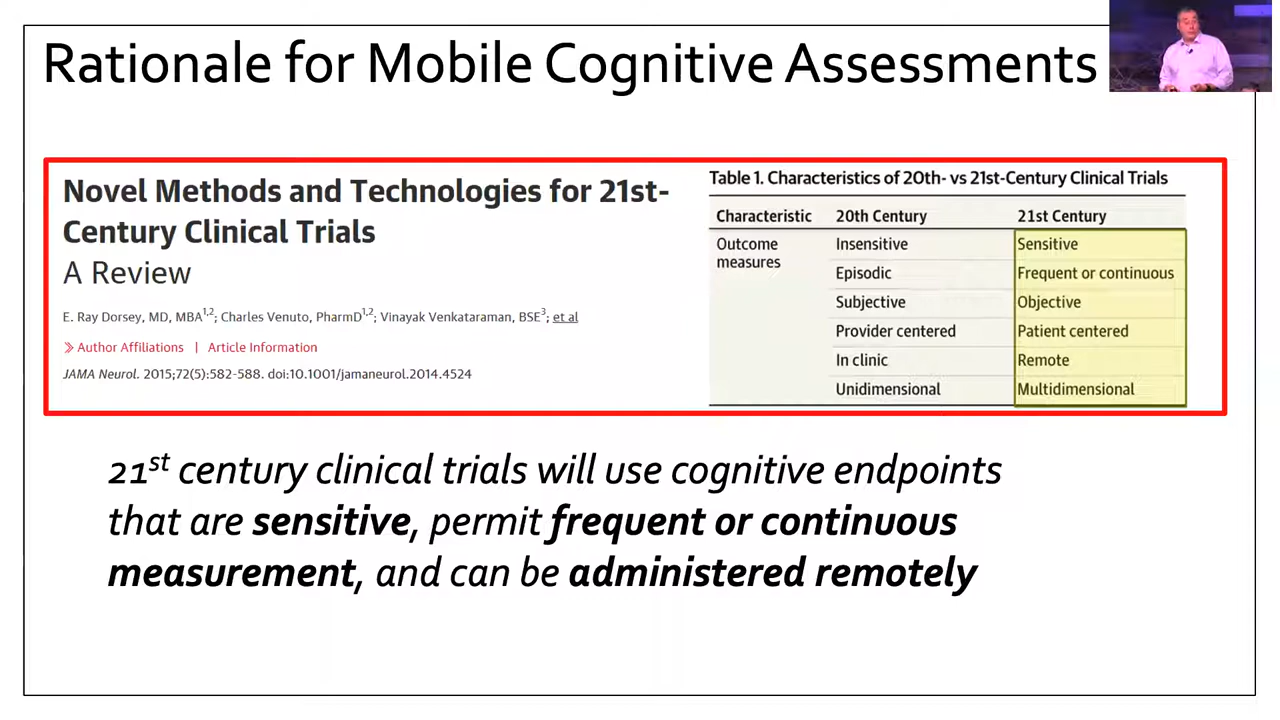 Rationale for Mobile Cognitive Assessments
Novel Methods and Technologies for 21st-
Century Clinical Trials
A Review
E. Ray Dorsey, MD, MBA1,2; Charles Venuto, PharmD1,2; Vinayak Venkataraman, BSE3; et al
» Author Affiliations | Article Information
JAMA Neurol. 2015;72(5):582-588. doi:10.1001/jamaneurol.2014.4524
Table 1. Characteristics of 20th- vs 21st-Century Clinical Trials
Characteristic 20th Century 21st Century
Outcome measures Insensitive Sensitive
Episodic Frequent or continuous
Subjective Objective
Provider centered Patient centered
In clinic Remote
Unidimensional Multidimensional
21st century clinical trials will use cognitive endpoints
that are sensitive, permit frequent or continuous
measurement, and can be administered remotely